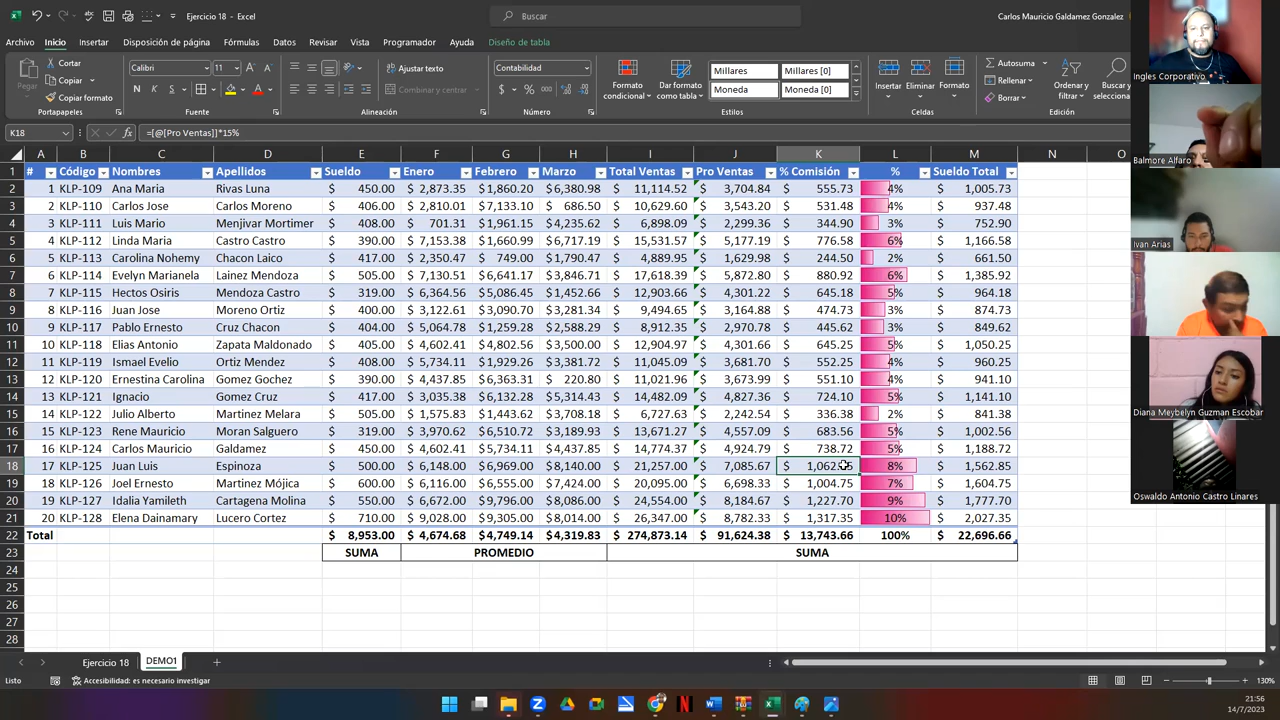 Ejercicio 18 - Excel
Buscar
Carlos Mauricio Galdamez Gonzalez
Archivo Inicio Insertar Disposición de página Fórmulas Datos Revisar Vista Programador Ayuda Diseño de tabla
Pegar
Cortar
Copiar
Copiar formato
Portapapeles
Calibri 11
N K S
Fuente
Ajustar texto
Combinar y centrar
Alineación
Contabilidad
$ % 000
Número
Formato condicional
Dar formato como tabla
Millares Millares [0]
Moneda Moneda [0]
Estilos
Insertar Eliminar Formato
Celdas
Autosuma
Rellenar
Borrar
Ordenar y filtrar
Buscar y selecciona
Edición
K18 fx =[@[Pro Ventas]]*15%
A B C D E F G H I J K L M N O
1 # Código Nombres Apellidos Sueldo Enero Febrero Marzo Total Ventas Pro Ventas % Comisión % Sueldo Total
2 1 KLP-109 Ana Maria Rivas Luna $ 450.00 $ 2,873.35 $1,860.20 $6,380.98 $ 11,114.52 $ 3,704.84 $ 555.73 4% $ 1,005.73
3 2 KLP-110 Carlos Jose Carlos Moreno $ 406.00 $ 2,810.01 $7,133.10 $ 686.50 $ 10,629.60 $ 3,543.20 $ 531.48 4% $ 937.48
4 3 KLP-111 Luis Mario Menjivar Mortimer $ 408.00 $ 701.31 $1,961.15 $4,235.62 $ 6,898.09 $ 2,299.36 $ 344.90 3% $ 752.90
5 4 KLP-112 Linda Maria Castro Castro $ 390.00 $ 7,153.38 $1,660.99 $6,717.19 $ 15,531.57 $ 5,177.19 $ 776.58 6% $ 1,166.58
6 5 KLP-113 Carolina Nohemy Chacon Laico $ 417.00 $ 2,350.47 $ 749.00 $1,790.47 $ 4,889.95 $ 1,629.98 $ 244.50 2% $ 661.50
7 6 KLP-114 Evelyn Marianela Lainez Mendoza $ 505.00 $ 7,130.51 $6,641.17 $3,846.71 $ 17,618.39 $ 5,872.80 $ 880.92 6% $ 1,385.92
8 7 KLP-115 Hectos Osiris Mendoza Castro $ 319.00 $ 6,364.56 $5,086.45 $1,452.66 $ 12,903.66 $ 4,301.22 $ 645.18 5% $ 964.18
9 8 KLP-116 Juan Jose Moreno Ortiz $ 400.00 $ 3,122.61 $3,090.70 $3,281.34 $ 9,494.65 $ 3,164.88 $ 474.73 3% $ 874.73
10 9 KLP-117 Pablo Ernesto Cruz Chacon $ 404.00 $ 5,064.78 $1,259.28 $2,588.29 $ 8,912.35 $ 2,970.78 $ 445.62 3% $ 849.62
11 10 KLP-118 Elias Antonio Zapata Maldonado $ 405.00 $ 4,602.41 $4,802.56 $3,500.00 $ 12,904.97 $ 4,301.66 $ 645.25 5% $ 1,050.25
12 11 KLP-119 Ismael Evelio Ortiz Mendez $ 408.00 $ 5,734.11 $1,929.26 $3,381.72 $ 11,045.09 $ 3,681.70 $ 552.25 4% $ 960.25
13 12 KLP-120 Ernestina Carolina Gomez Gochez $ 390.00 $ 4,437.85 $6,363.31 $ 220.80 $ 11,021.96 $ 3,673.99 $ 551.10 4% $ 941.10
14 13 KLP-121 Ignacio Gomez Cruz $ 417.00 $ 3,035.38 $6,132.28 $5,314.43 $ 14,482.09 $ 4,827.36 $ 724.10 5% $ 1,141.10
15 14 KLP-122 Julio Alberto Martinez Melara $ 505.00 $ 1,575.83 $1,443.62 $3,708.18 $ 6,727.63 $ 2,242.54 $ 336.38 2% $ 841.38
16 15 KLP-123 Rene Mauricio Moran Salguero $ 319.00 $ 3,970.62 $6,510.72 $3,189.93 $ 13,671.27 $ 4,557.09 $ 683.56 5% $ 1,002.56
17 16 KLP-124 Carlos Mauricio Galdamez $ 450.00 $ 4,602.41 $5,734.11 $4,437.85 $ 14,774.37 $ 4,924.79 $ 738.72 5% $ 1,188.72
18 17 KLP-125 Juan Luis Espinoza $ 500.00 $ 6,148.00 $6,969.00 $8,140.00 $ 21,257.00 $ 7,085.67 $ 8% $ 1,562.85
19 18 KLP-126 Joel Ernesto Martinez Mójica $ 600.00 $ 6,116.00 $6,555.00 $7,424.00 $ 20,095.00 $ 6,698.33 $ 1,004.75 7% $ 1,604.75
20 19 KLP-127 Idalia Yamileth Cartagena Molina $ 550.00 $ 6,672.00 $9,796.00 $8,086.00 $ 24,554.00 $ 8,184.67 $ 1,227.70 9% $ 1,777.70
21 20 KLP-128 Elena Dainamary Lucero Cortez $ 710.00 $ 9,028.00 $9,305.00 $8,014.00 $ 26,347.00 $ 8,782.33 $ 1,317.35 10% $ 2,027.35
22 Total $ 8,953.00 $ 4,674.68 $4,749.14 $4,319.83 $ 274,873.14 $ 91,624.38 $ 13,743.66 100% $ 22,696.66
23 SUMA PROMEDIO SUMA
24
25
26
27
28
Ejercicio 18 DEMO1
Listo Accesibilidad: es necesario investigar
130%
21:56
14/7/2023
Ingles Corporativo
Balmore Alfaro
Ivan Arias
Diana Meybelyn Guzman Escobar
Oswaldo Antonio Castro Linares